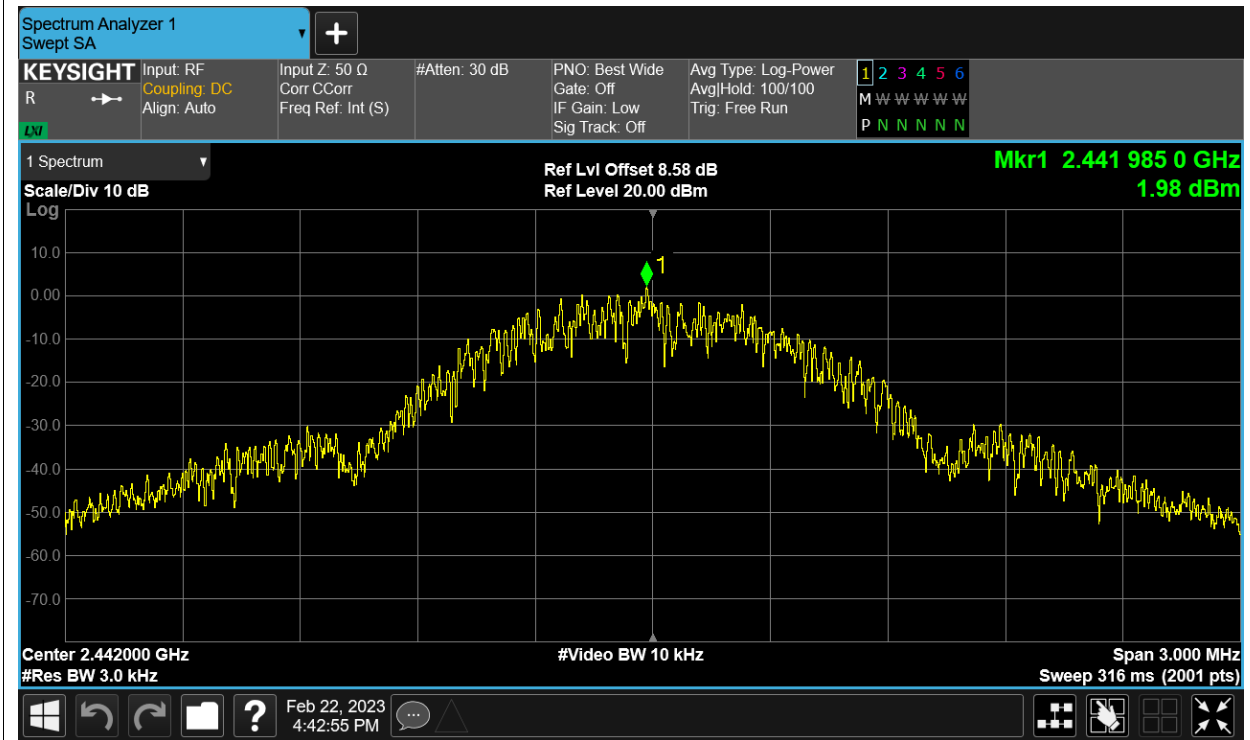 Spectrum Analyzer 1
Swept SA
+
KEYSIGHT
R
LXI
Input: RF
Coupling: DC
Align: Auto
Input Z: 50 Ω
Corr CCorr
Freq Ref: Int (S)
#Atten: 30 dB
PNO: Best Wide
Gate: Off
IF Gain: Low
Sig Track: Off
Avg Type: Log-Power
Avg|Hold: 100/100
Trig: Free Run
1 2 3 4 5 6
M W W W W W W
P N N N N N N
1 Spectrum
Scale/Div 10 dB
Ref Lvl Offset 8.58 dB
Ref Level 20.00 dBm
Mkr1 2.441 985 0 GHz
1.98 dBm
Log
10.0
0.00
-10.0
-20.0
-30.0
-40.0
-50.0
-60.0
-70.0
1
Center 2.442000 GHz
#Res BW 3.0 kHz
#Video BW 10 kHz
Span 3.000 MHz
Sweep 316 ms (2001 pts)
?
Feb 22, 2023
4:42:55 PM